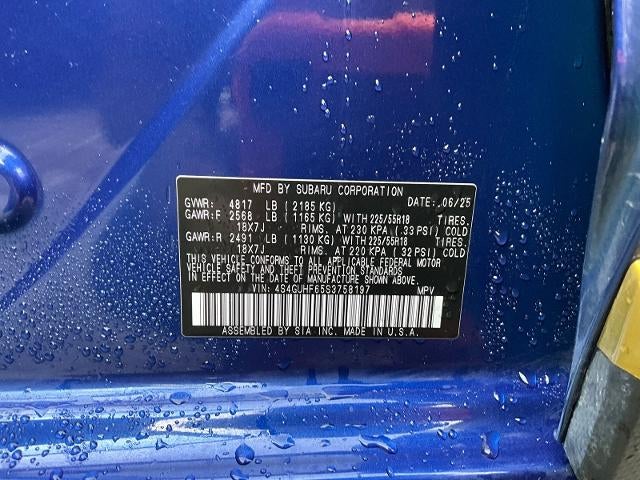 MFD BY SUBARU CORPORATION DATE: .06/25
GVWR: 4817 LB (2185 KG)
GAWR:F 2568 LB (1165 KG) WITH 225/55R18 TIRES.
18X7J RIMS. AT 230 KPA (.33 PSI) COLD
GAWR:R 2491 LB (1130 KG) WITH 225/55R18 TIRES.
18X7J RIMS. AT 220 KPA ( 32 PSI) COLD
THIS VEHICLE CONFORMS TO ALL APPLICABLE FEDERAL MOTOR
VEHICLE SAFETY AND THEFT PREVENTION STANDARDS
IN EFFECT ON THE DATE OF MANUFACTURE SHOWN ABOVE.
VIN: 4S4GUHF65S3758197 MPV
ASSEMBLED BY SIA INC. MADE IN U.S.A.